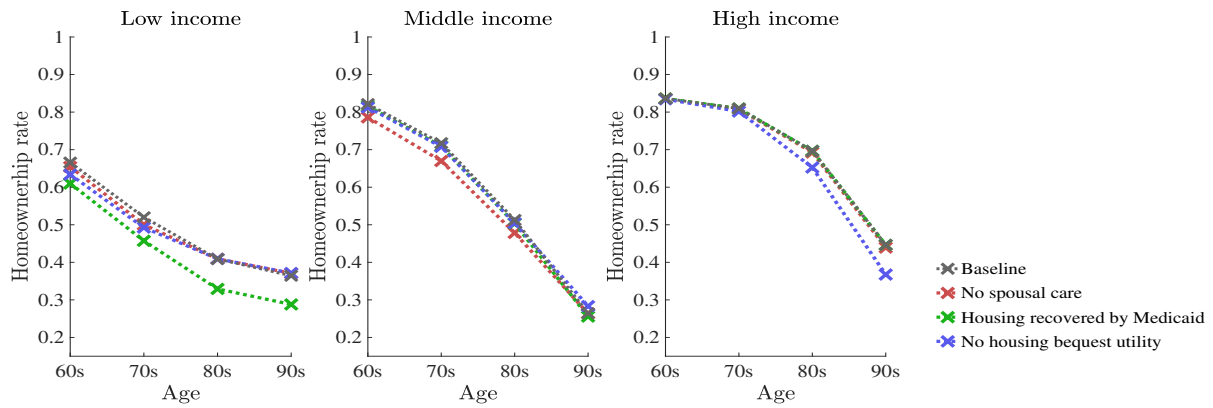 Low income
1
0.9
0.8
0.7
0.6
0.5
0.4
0.3
0.2
60s 70s 80s 90s
Age
Homeownerhip rate
Middle income
1
0.9
0.8
0.7
0.6
0.5
0.4
0.3
0.2
60s 70s 80s 90s
Age
Homeownerhip rate
High income
1
0.9
0.8
0.7
0.6
0.5
0.4
0.3
0.2
60s 70s 80s 90s
Age
Homeownerhip rate
Baseline
No spousal care
Housing recovered by Medicaid
No housing bequest utility